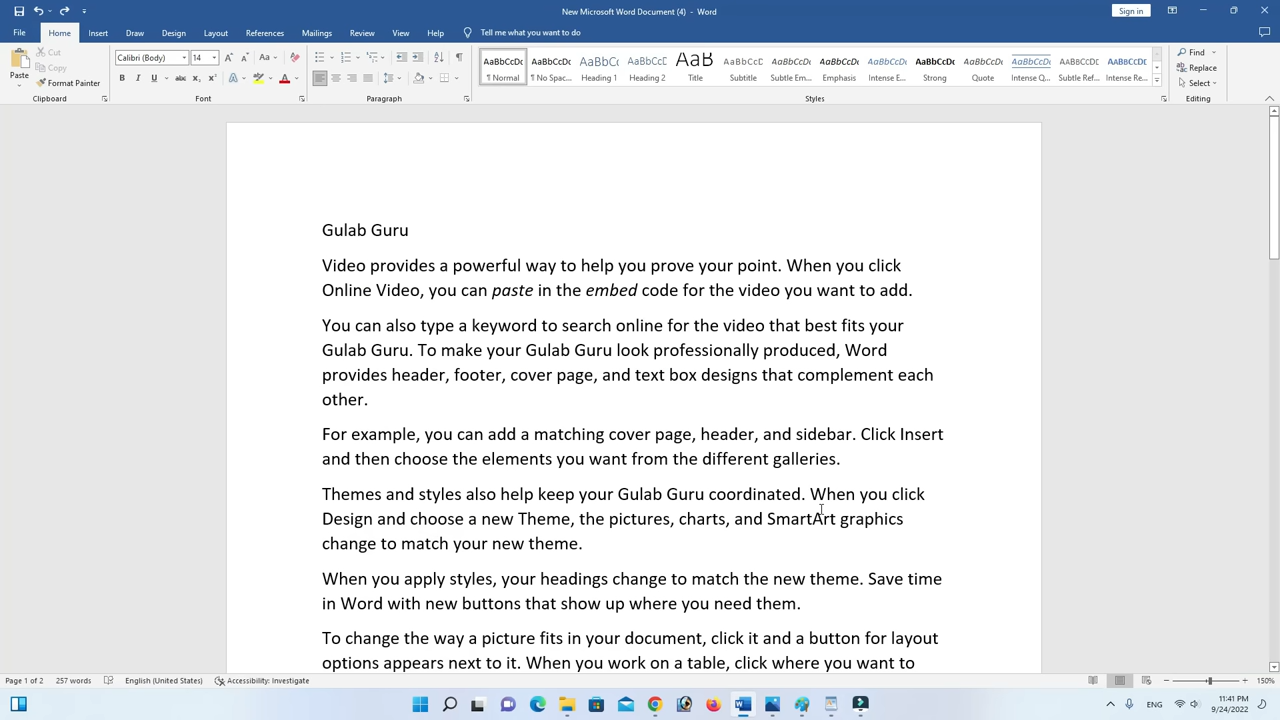 New Microsoft Word Document (4) - Word
Sign in
File Home Insert Draw Design Layout References Mailings Review View Help Tell me what you want to do
Paste
Cut
Copy
Format Painter
Clipboard
Calibri (Body) 14
Font
Paragraph
AaBbCcDc AaBbCcDc AaBbCc AaBbCcC AaB AaBbCcC AaBbCcDc AaBbCcDc AaBbCcDc AaBbCcDc AaBbCcDc AaBbCcDc AaBbCcDc AaBbCcDc
¶ Normal ¶ No Spac... Heading 1 Heading 2 Title Subtitle Subtle Em... Emphasis Intense E... Strong Quote Intense Q... Subtle Ref... Intense Re...
Styles
Find
Replace
Select
Editing
Gulab Guru
Video provides a powerful way to help you prove your point. When you click
Online Video, you can paste in the embed code for the video you want to add.
You can also type a keyword to search online for the video that best fits your
Gulab Guru. To make your Gulab Guru look professionally produced, Word
provides header, footer, cover page, and text box designs that complement each
other.
For example, you can add a matching cover page, header, and sidebar. Click Insert
and then choose the elements you want from the different galleries.
Themes and styles also help keep your Gulab Guru coordinated. When you click
Design and choose a new Theme, the pictures, charts, and SmartArt graphics
change to match your new theme.
When you apply styles, your headings change to match the new theme. Save time
in Word with new buttons that show up where you need them.
To change the way a picture fits in your document, click it and a button for layout
options appears next to it. When you work on a table, click where you want to
Page 1 of 2 257 words English (United States) Accessibility: Investigate 150%
ENG
11:41 PM
9/24/2022